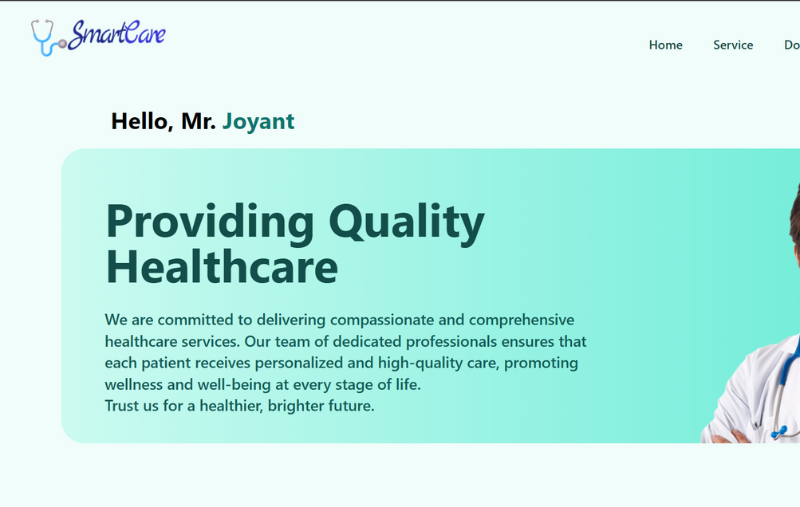 SmartCare
Home Service Do
Hello, Mr. Joyant
Providing Quality
Healthcare
We are committed to delivering compassionate and comprehensive
healthcare services. Our team of dedicated professionals ensures that
each patient receives personalized and high-quality care, promoting
wellness and well-being at every stage of life.
Trust us for a healthier, brighter future.